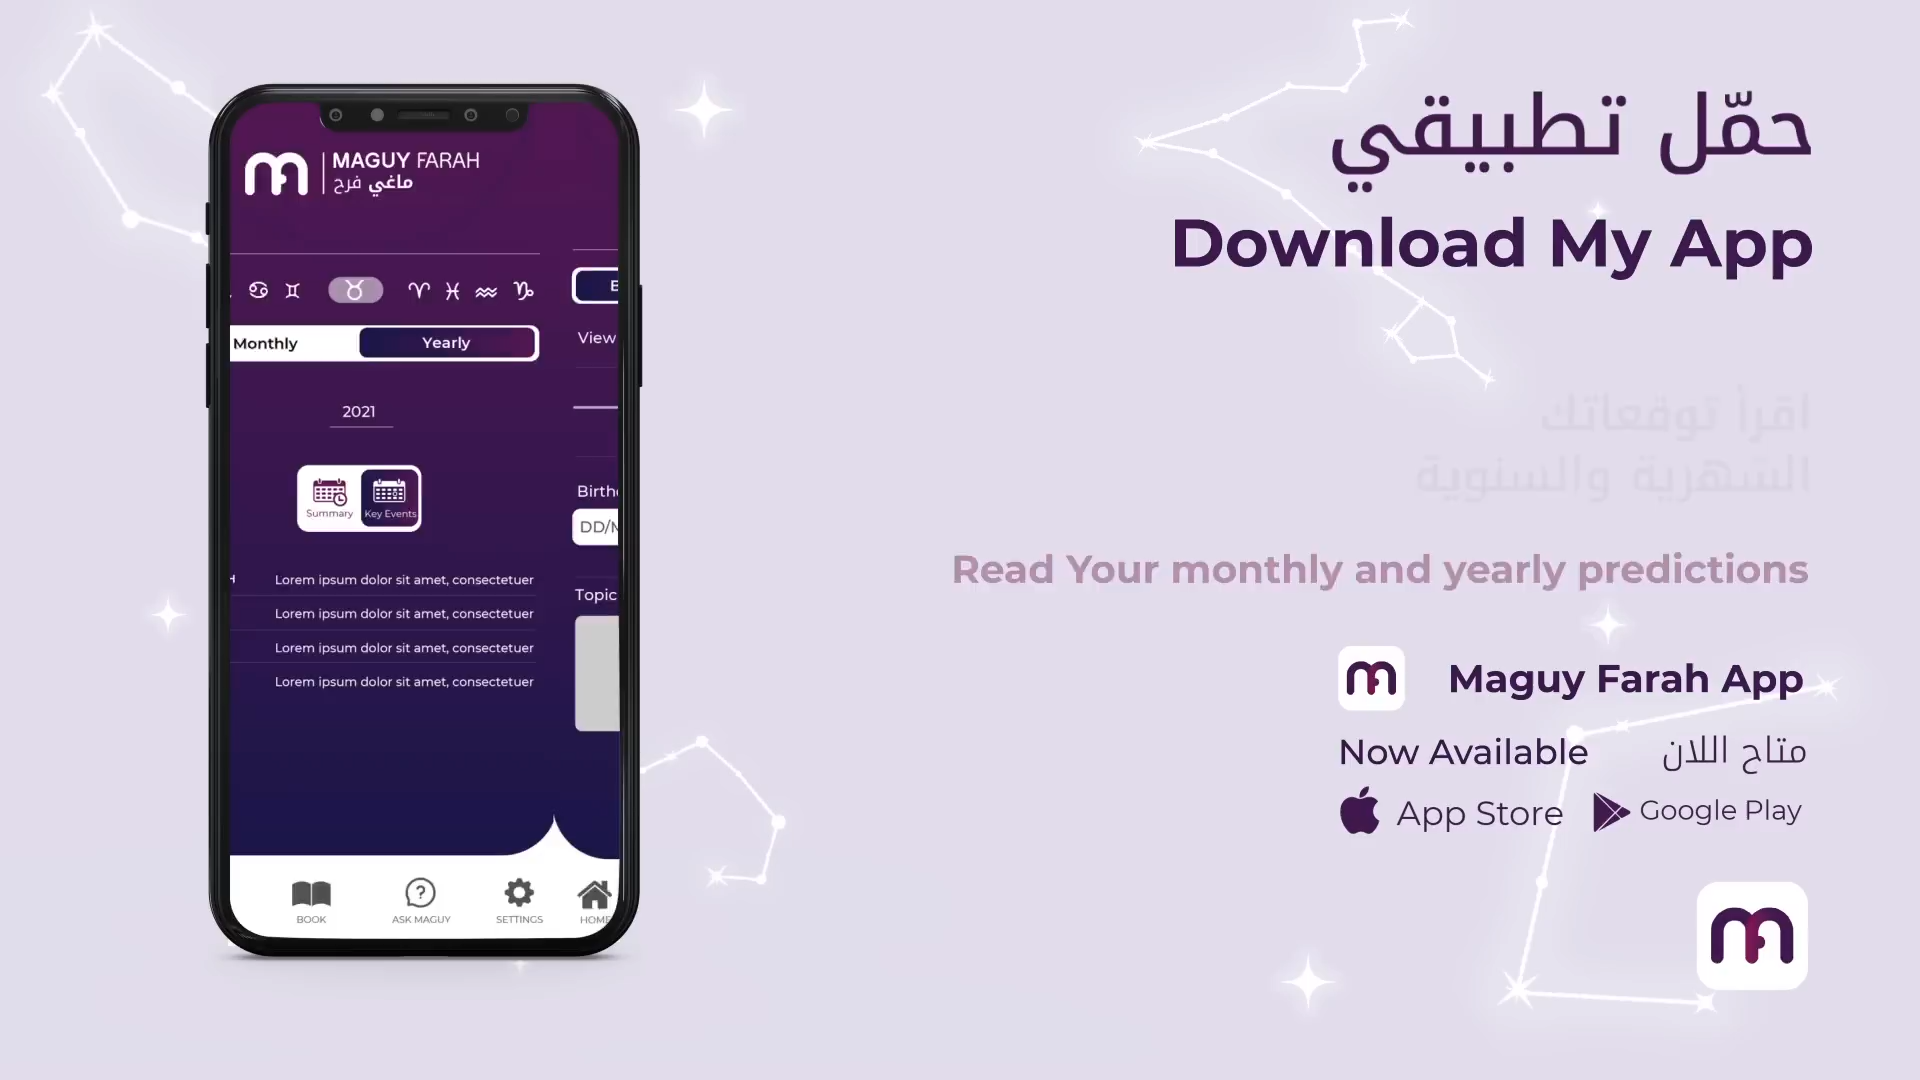 MAGUY FARAH
ماغي فرح
Monthly
Yearly
2021
Summary
Key Events
Lorem ipsum dolor sit amet, consectetuer
Lorem ipsum dolor sit amet, consectetuer
Lorem ipsum dolor sit amet, consectetuer
Lorem ipsum dolor sit amet, consectetuer
View
Topic
DD/M
BOOK
ASK MAGUY
SETTINGS
HOME
حمّل تطبيقي
Download My App
اقرأ توقعاتك
الشهرية والسنوية
Read Your monthly and yearly predictions
Maguy Farah App
Now Available
متاح اللان
App Store
Google Play